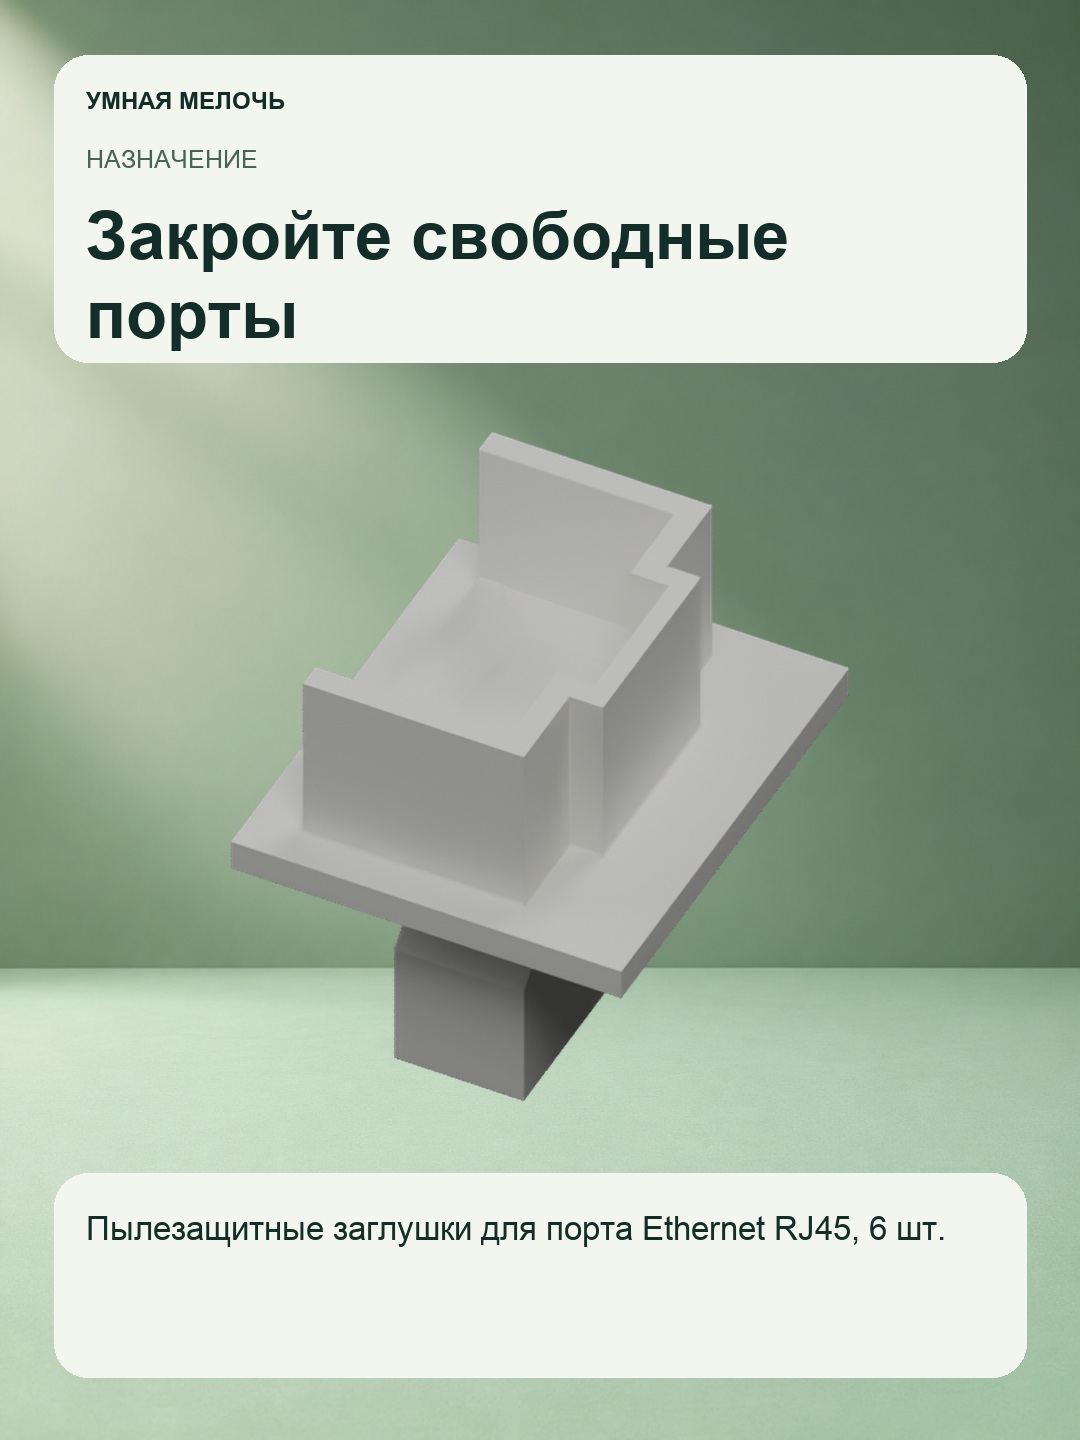 УМНАЯ МЕЛОЧЬ
НАЗНАЧЕНИЕ
Закройте свободные
порты
Пылезащитные заглушки для порта Ethernet RJ45, 6 шт.